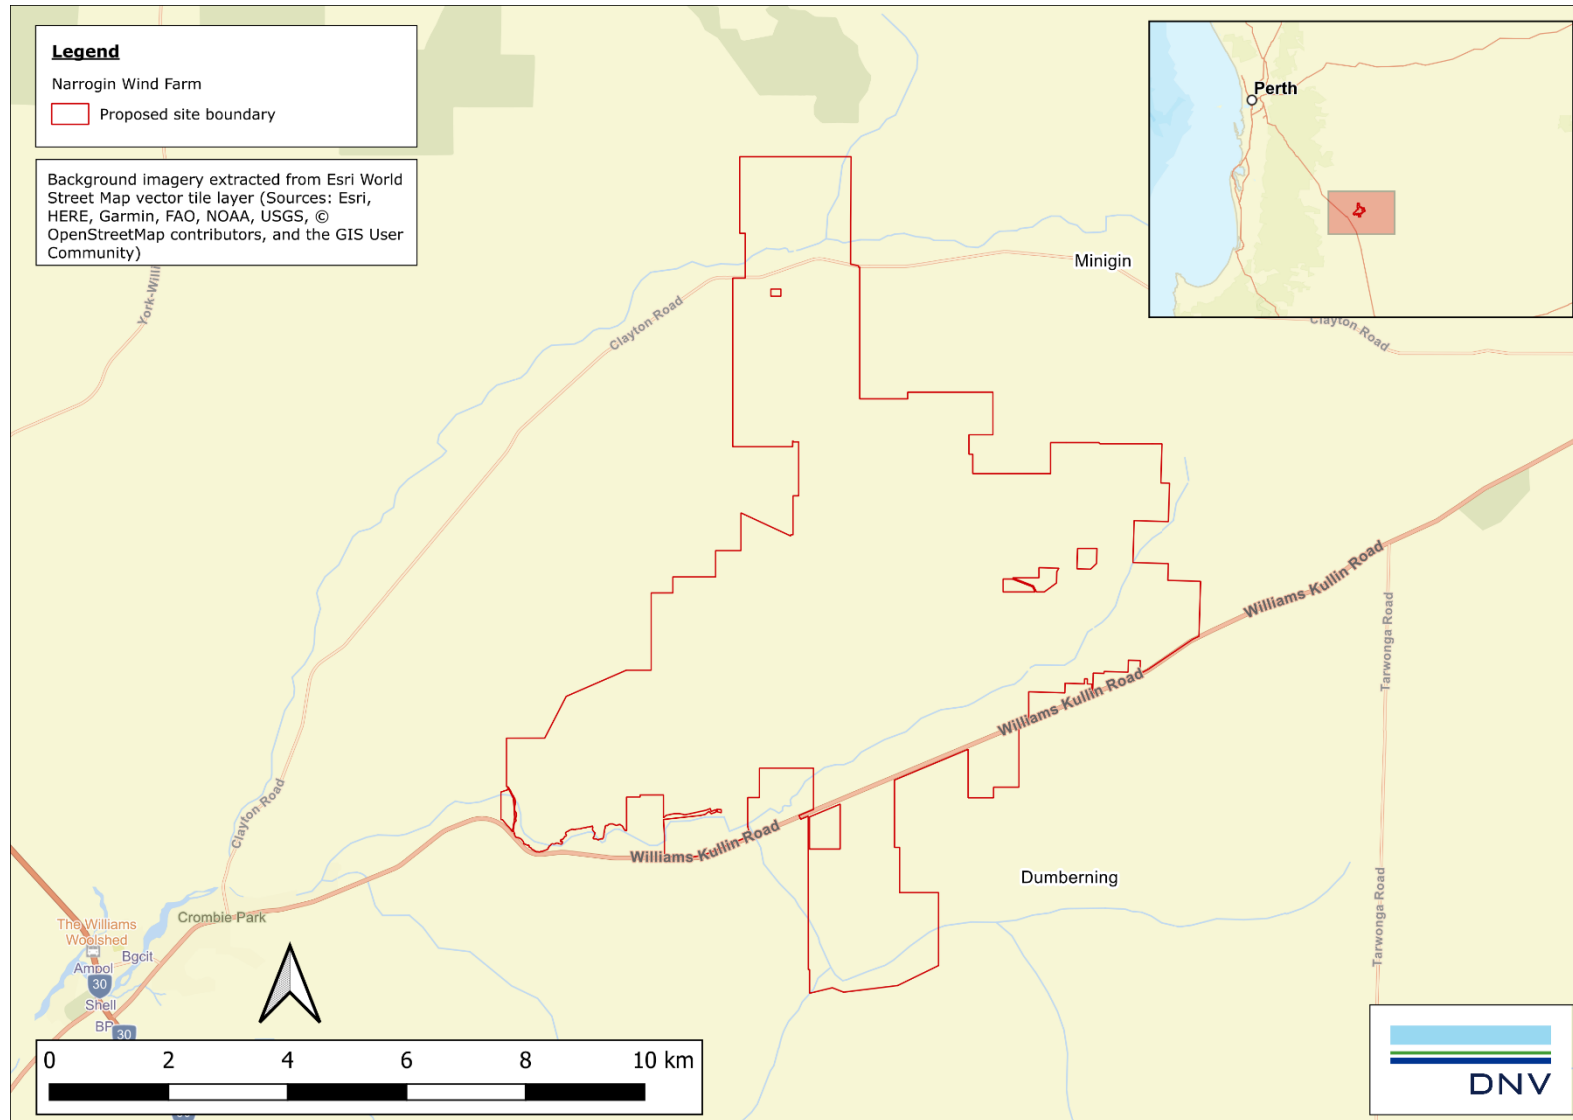 Legend
Narrogin Wind Farm
Proposed site boundary
Background imagery extracted from Esri World
Street Map vector tile layer (Sources: Esri,
HERE, Garmin, FAO, NOAA, USGS, ©
OpenStreetMap contributors, and the GIS User
Community)
Perth
York-Willi
Clayton Road
Minigin
Clayton Road
Williams Kullin Road
Tarwonga Road
Williams Kullin Road
Clayton Road
Williams Kullin Road
Dumberning
Crombie Park
The Williams
Woolshed
Bgcit
Ampol
30
Shell
BP
30
Tarwonga Road
0 2 4 6 8 10 km
DNV